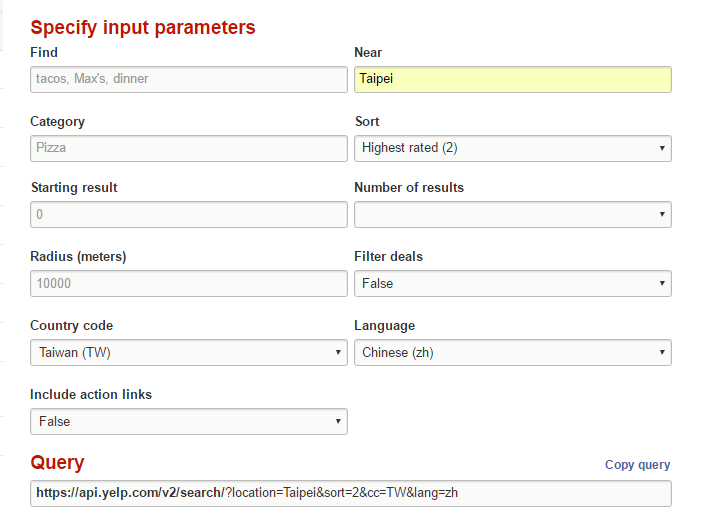 Specify input parameters
Find Near
tacos, Max's, dinner Taipei
Category Sort
Pizza Highest rated (2)
Starting result Number of results
0
Radius (meters) Filter deals
10000 False
Country code Language
Taiwan (TW) Chinese (zh)
Include action links
False
Query Copy query
https://api.yelp.com/v2/search/?location=Taipei&sort=2&cc=TW&lang=zh